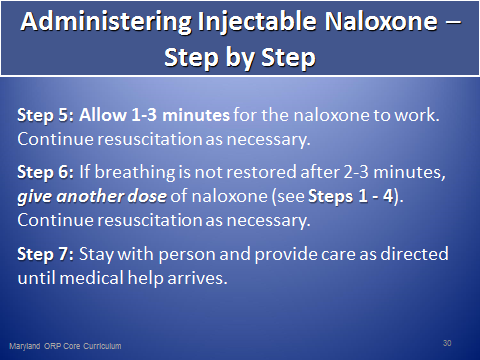 Administering Injectable Naloxone –
Step by Step
Step 5: Allow 1-3 minutes for the naloxone to work.
Continue resuscitation as necessary.
Step 6: If breathing is not restored after 2-3 minutes,
give another dose of naloxone (see Steps 1 - 4).
Continue resuscitation as necessary.
Step 7: Stay with person and provide care as directed
until medical help arrives.
Maryland ORP Core Curriculum
30